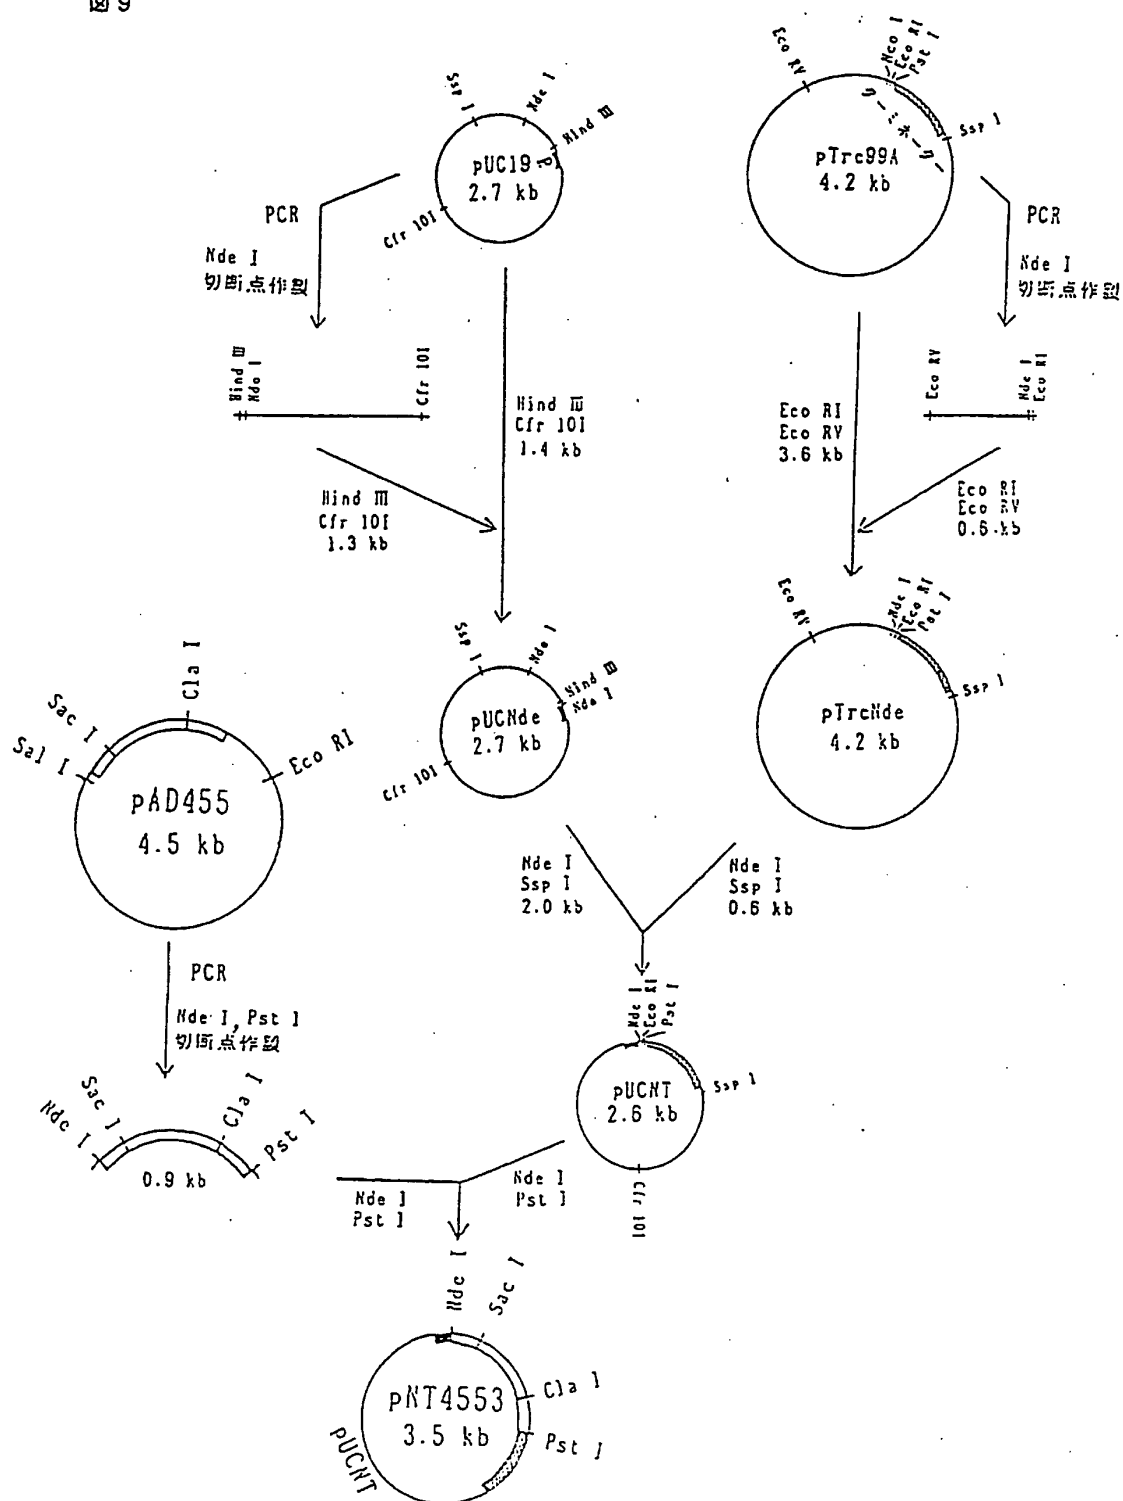 図9
Ssp I
Nde I
Hind III
pUC19
2.7 kb
Cfr 10I
Eco RV
Nco I
Eco RI
Pst I
ターミネーター
Ssp I
pTrc99A
4.2 kb
PCR
Nde I
切断点作製
PCR
Nde I
切断点作製
Hind III
Nde I
Cfr 10I
Eco RV
Nde I
Eco RI
Hind III
Cfr 10I
1.4 kb
Eco RI
Eco RV
3.6 kb
Hind III
Cfr 10I
1.3 kb
Eco RI
Eco RV
0.6 kb
Ssp I
Nde I
Hind III
Nde I
pUCNde
2.7 kb
Cfr 10I
Eco RV
Nde I
Eco RI
Pst I
Ssp I
pTrcNde
4.2 kb
Sal I
Sac I
Cla I
Eco RI
pAD455
4.5 kb
Nde I
Ssp I
2.0 kb
Nde I
Ssp I
0.6 kb
PCR
Nde I, Pst I
切断点作製
Nde I
Eco RI
Pst I
Ssp I
pUCNT
2.6 kb
Cfr 10I
Nde I
Sac I
Cla I
Pst I
0.9 kb
Nde I
Pst I
Nde I
Pst I
Nde I
Sac I
Cla I
Pst I
pNT4553
3.5 kb
pUCNT